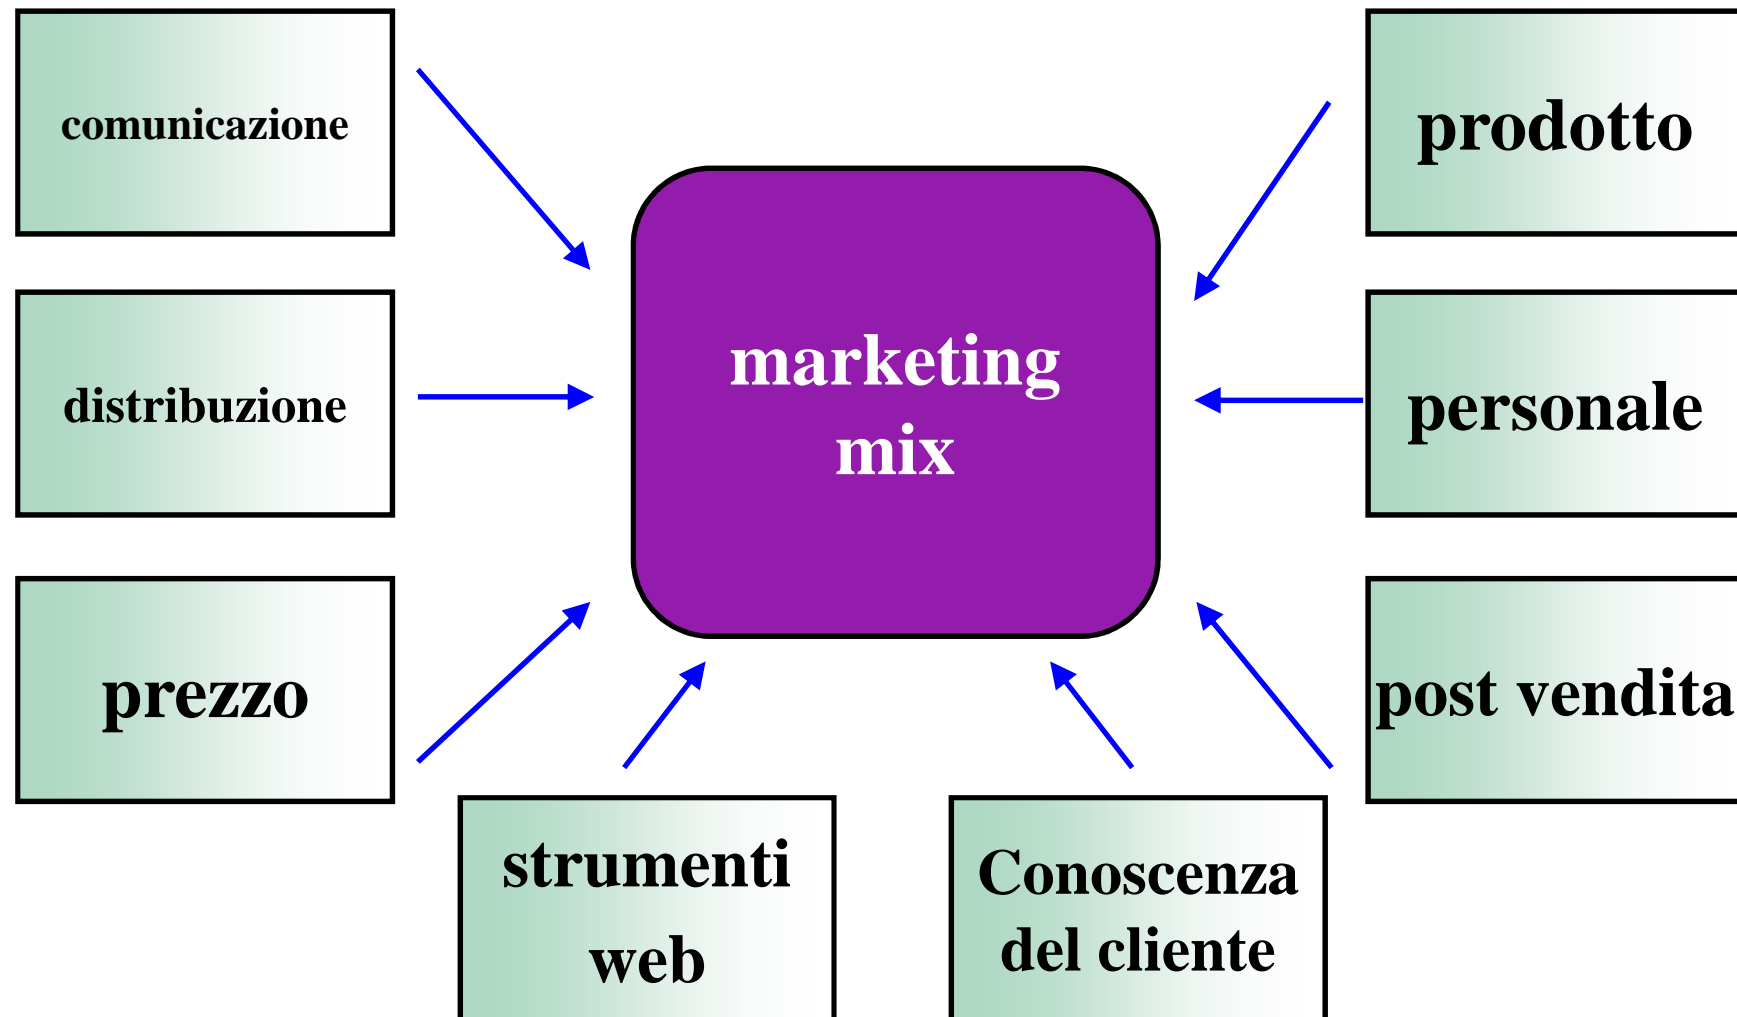 comunicazione
prodotto
marketing
mix
distribuzione
personale
prezzo
post vendita
strumenti
web
Conoscenza
del cliente